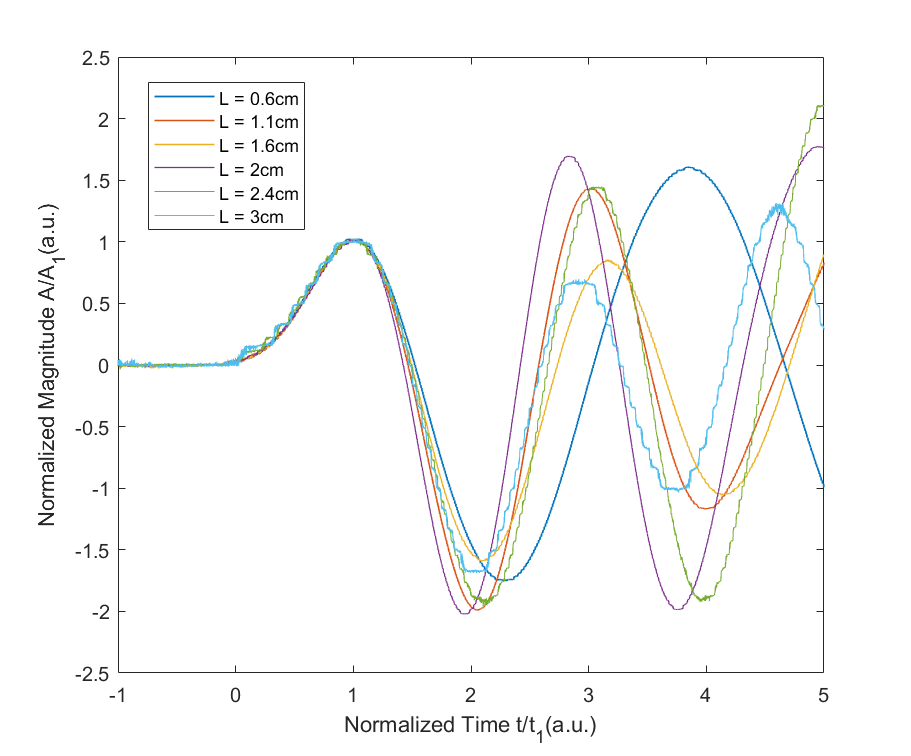 2.5
2
1.5
1
0.5
0
-0.5
-1
-1.5
-2
-2.5
Normalized Magnitude A/A1(a.u.)
L = 0.6cm
L = 1.1cm
L = 1.6cm
L = 2cm
L = 2.4cm
L = 3cm
-1 0 1 2 3 4 5
Normalized Time t/t1(a.u.)